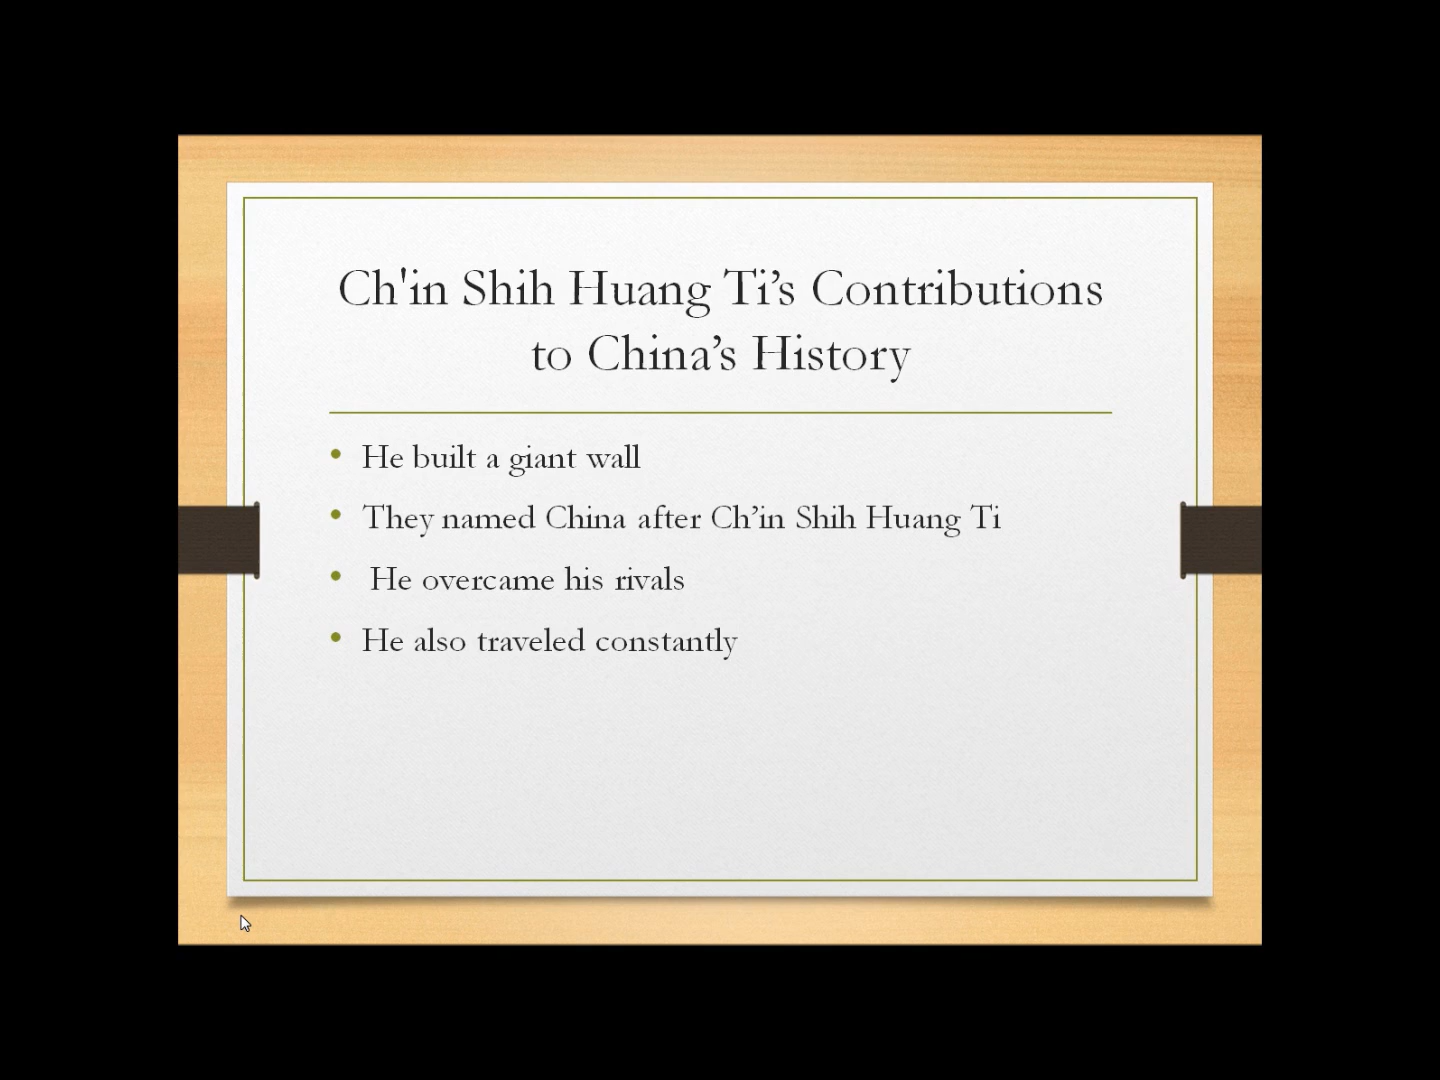 Ch'in Shih Huang Ti’s Contributions
to China’s History
• He built a giant wall
• They named China after Ch’in Shih Huang Ti
• He overcame his rivals
• He also traveled constantly